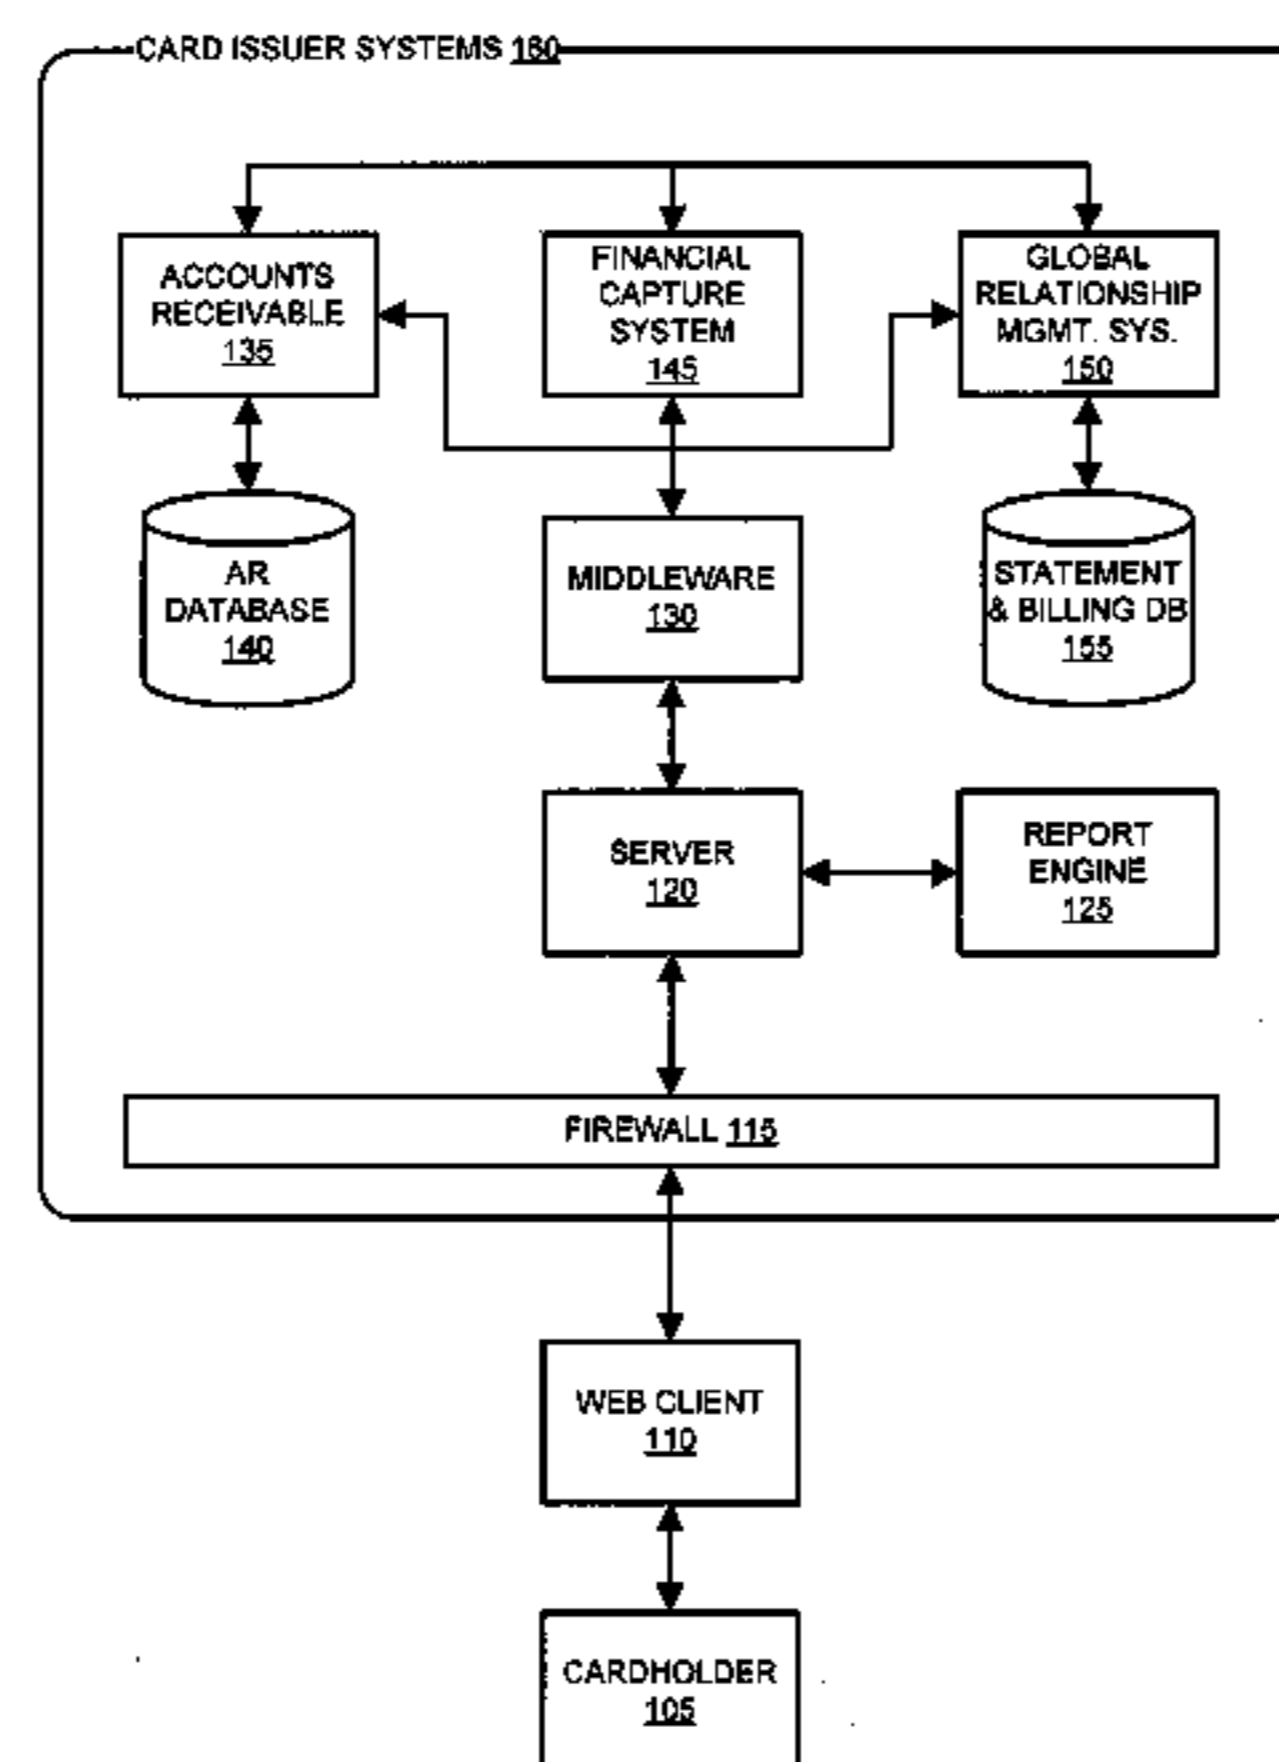 CARD ISSUER SYSTEMS 160
ACCOUNTS
RECEIVABLE
135
FINANCIAL
CAPTURE
SYSTEM
145
GLOBAL
RELATIONSHIP
MGMT. SYS.
150
AR
DATABASE
140
MIDDLEWARE
130
STATEMENT
& BILLING DB
155
SERVER
120
REPORT
ENGINE
125
FIREWALL 115
WEB CLIENT
110
CARDHOLDER
105